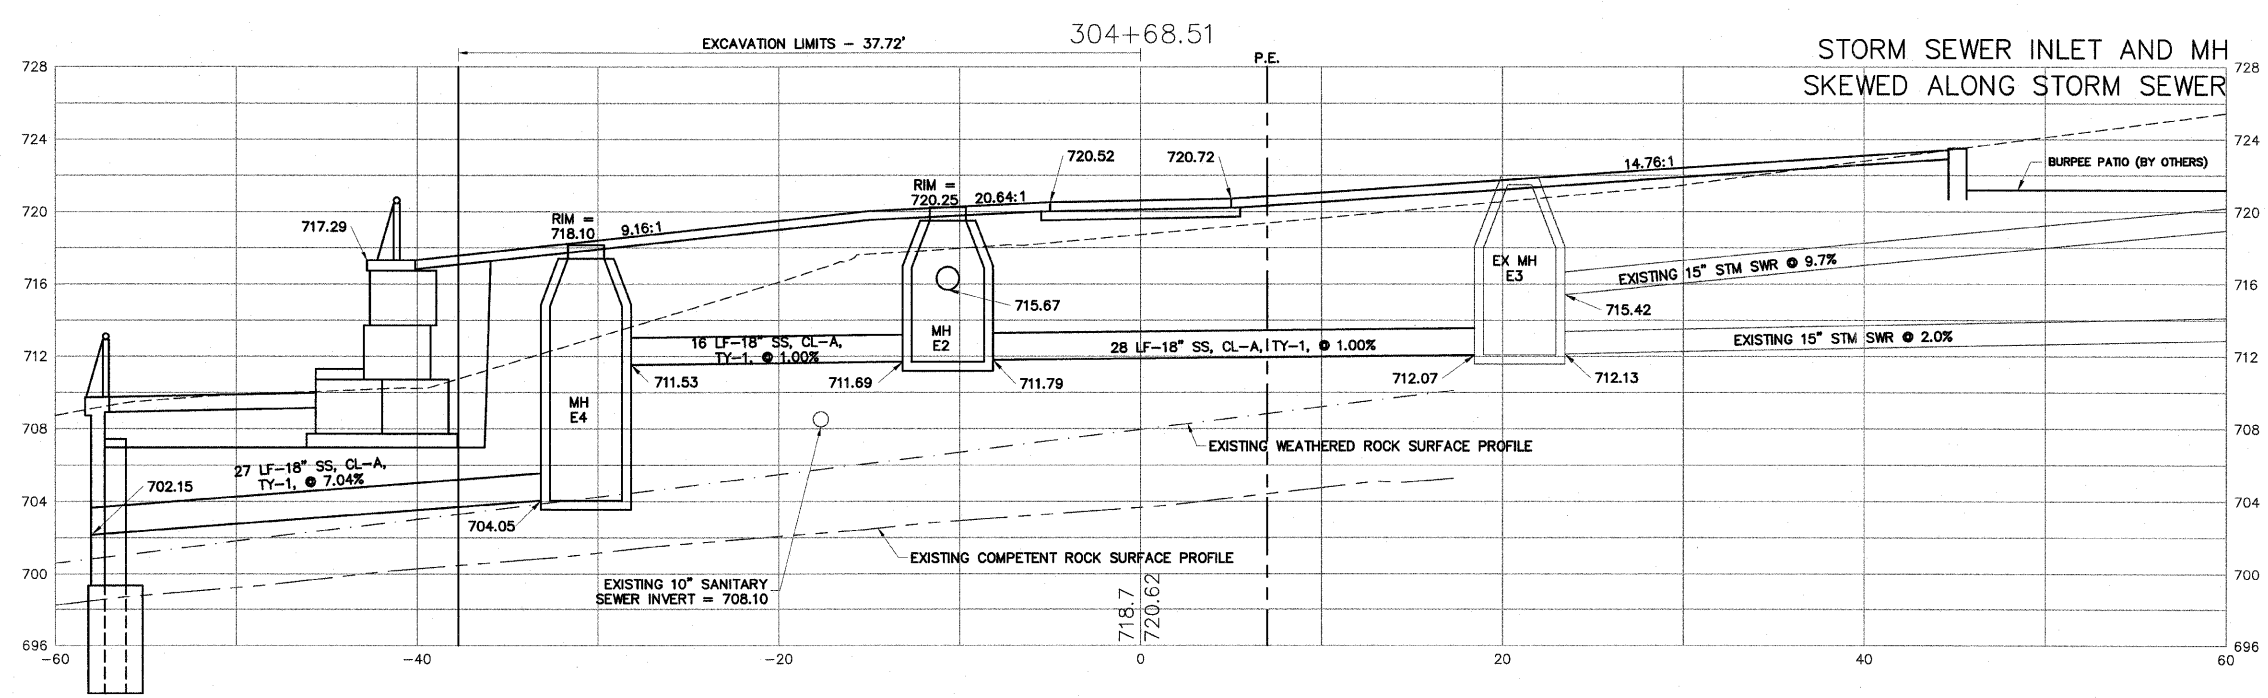 304+68.51
EXCAVATION LIMITS - 37.72'
P.E.
STORM SEWER INLET AND MH
SKEWED ALONG STORM SEWER
728
728
724
724
720
720
716
716
712
712
708
708
704
704
700
700
696
696
720.52
720.72
14.76:1
BURPEE PATIO (BY OTHERS)
RIM =
720.25
20.64:1
717.29
RIM =
718.10
9.16:1
EX MH
E3
EXISTING 15" STM SWR @ 9.7%
715.42
715.67
MH
E2
16 LF-18" SS, CL-A,
TY-1, @ 1.00%
28 LF-18" SS, CL-A, TY-1, @ 1.00%
EXISTING 15" STM SWR @ 2.0%
711.53
711.69
711.79
712.07
712.13
MH
E4
EXISTING WEATHERED ROCK SURFACE PROFILE
27 LF-18" SS, CL-A,
TY-1, @ 7.04%
702.15
704.05
EXISTING COMPETENT ROCK SURFACE PROFILE
EXISTING 10" SANITARY
SEWER INVERT = 708.10
718.7
720.62
-60
-40
-20
0
20
40
60